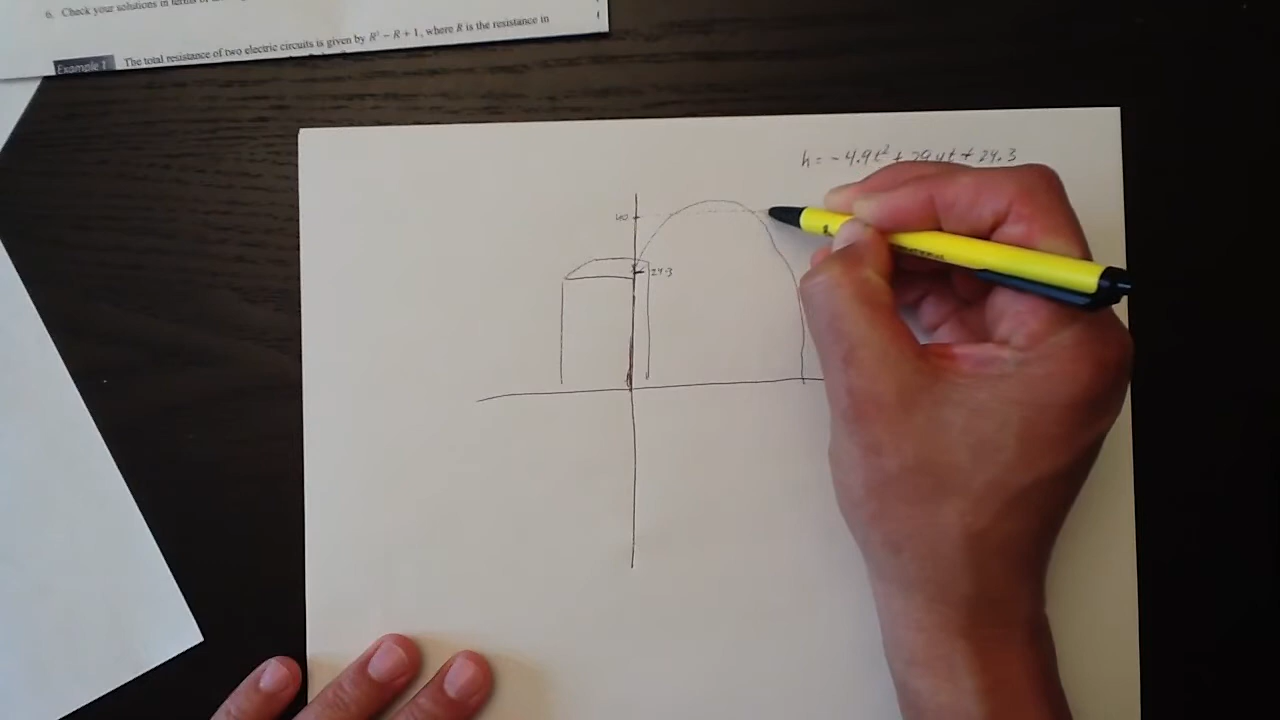 6. Check your solutions in terms of
Example 1 The total resistance of two electric circuits is given by R² − R + 1, where R is the resistance in
h = -4.9t² + 29.4t + 24.3
40
24.3